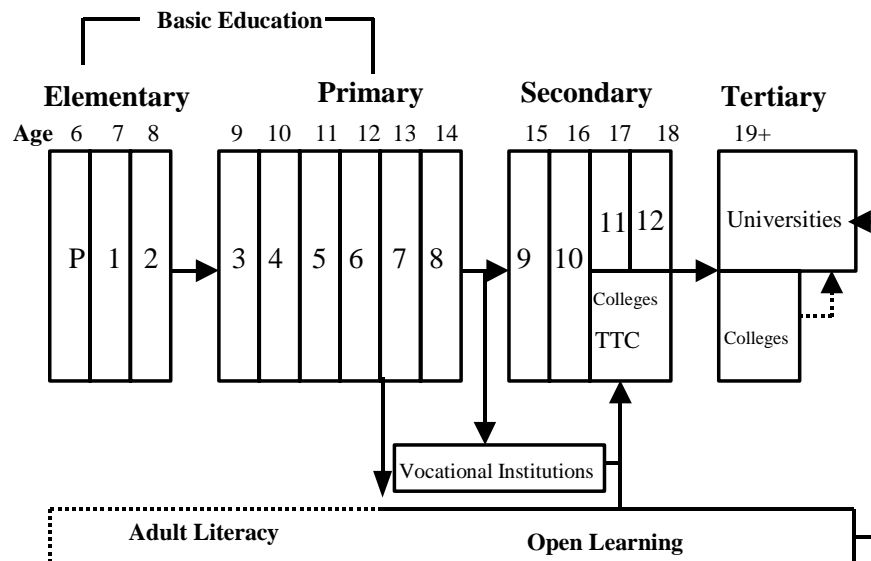 Basic Education
Elementary Primary Secondary Tertiary
Age 6 7 8 9 10 11 12 13 14 15 16 17 18 19+
P 1 2 3 4 5 6 7 8 9 10 11 12 Universities
Colleges
TTC Colleges
Vocational Institutions
Adult Literacy Open Learning